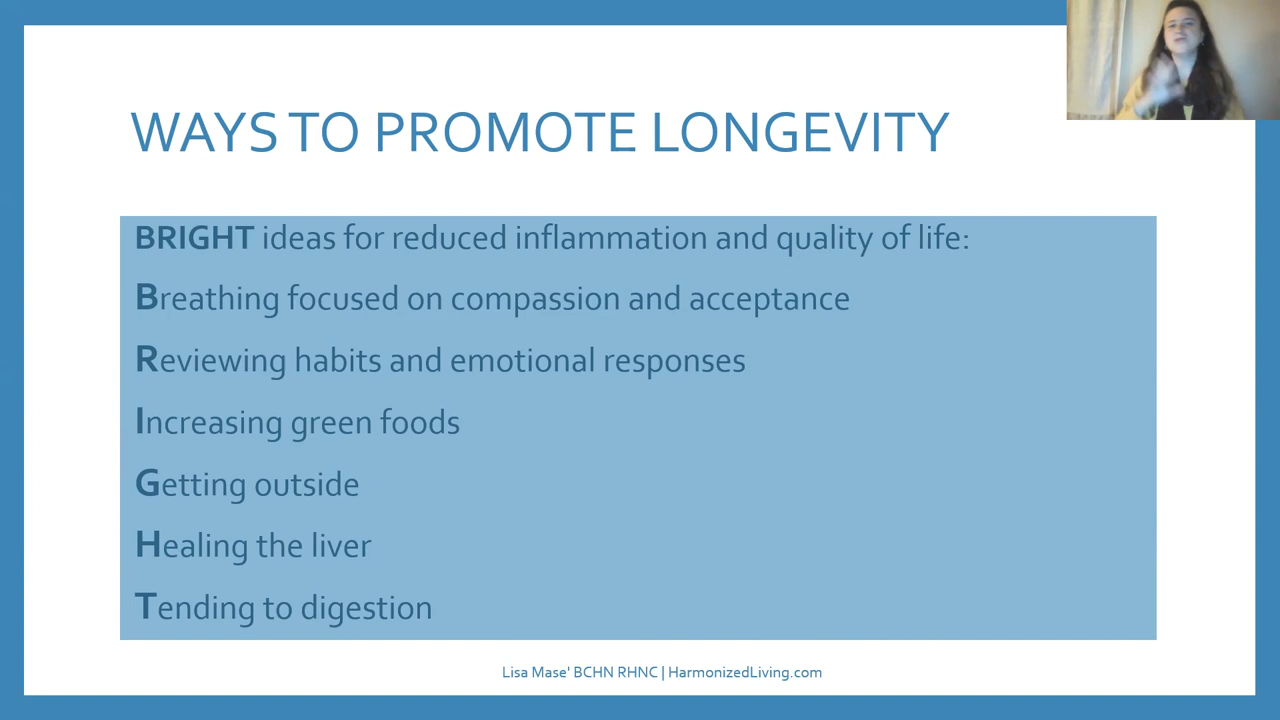 WAYS TO PROMOTE LONGEVITY
BRIGHT ideas for reduced inflammation and quality of life:
Breathing focused on compassion and acceptance
Reviewing habits and emotional responses
Increasing green foods
Getting outside
Healing the liver
Tending to digestion
Lisa Mase' BCHN RHNC | HarmonizedLiving.com